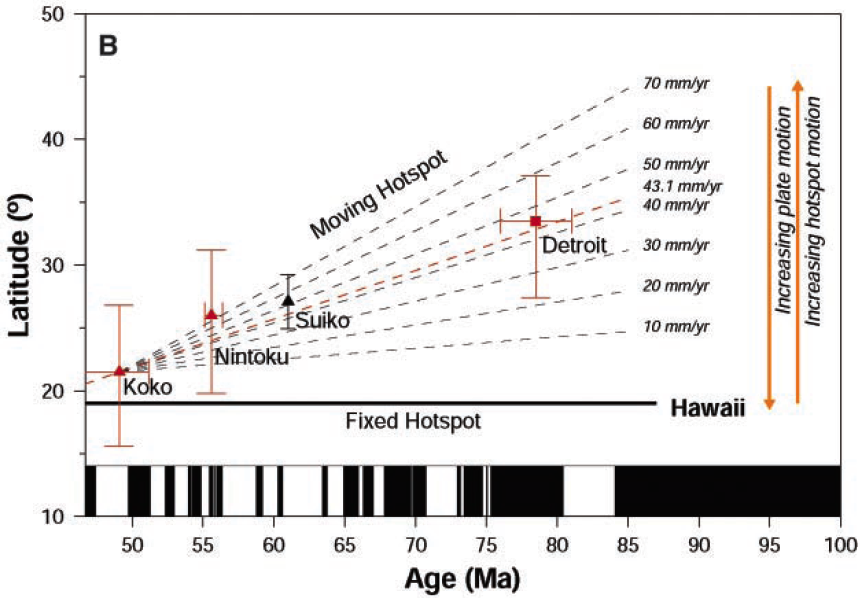 B
50
40
30
20
10
Latitude (º)
Moving Hotspot
70 mm/yr
60 mm/yr
50 mm/yr
43.1 mm/yr
40 mm/yr
30 mm/yr
20 mm/yr
10 mm/yr
Increasing plate motion
Increasing hotspot motion
Detroit
Suiko
Nintoku
Koko
Hawaii
Fixed Hotspot
50 55 60 65 70 75 80 85 90 95 100
Age (Ma)